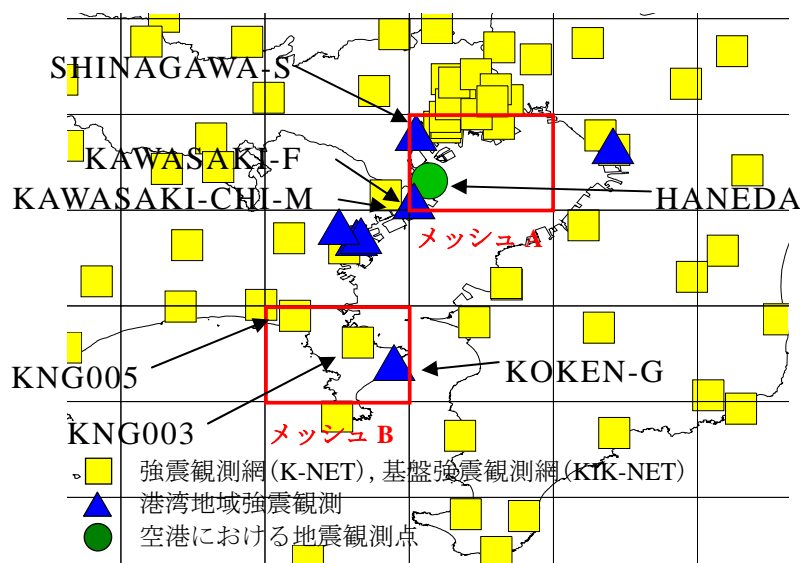 SHINAGAWA-S
KAWASAKI-F
KAWASAKI-CHI-M
HANEDA
メッシュ A
KNG005
KOKEN-G
KNG003
メッシュ B
強震観測網(K-NET), 基盤強震観測網(KIK-NET)
港湾地域強震観測
空港における地震観測点